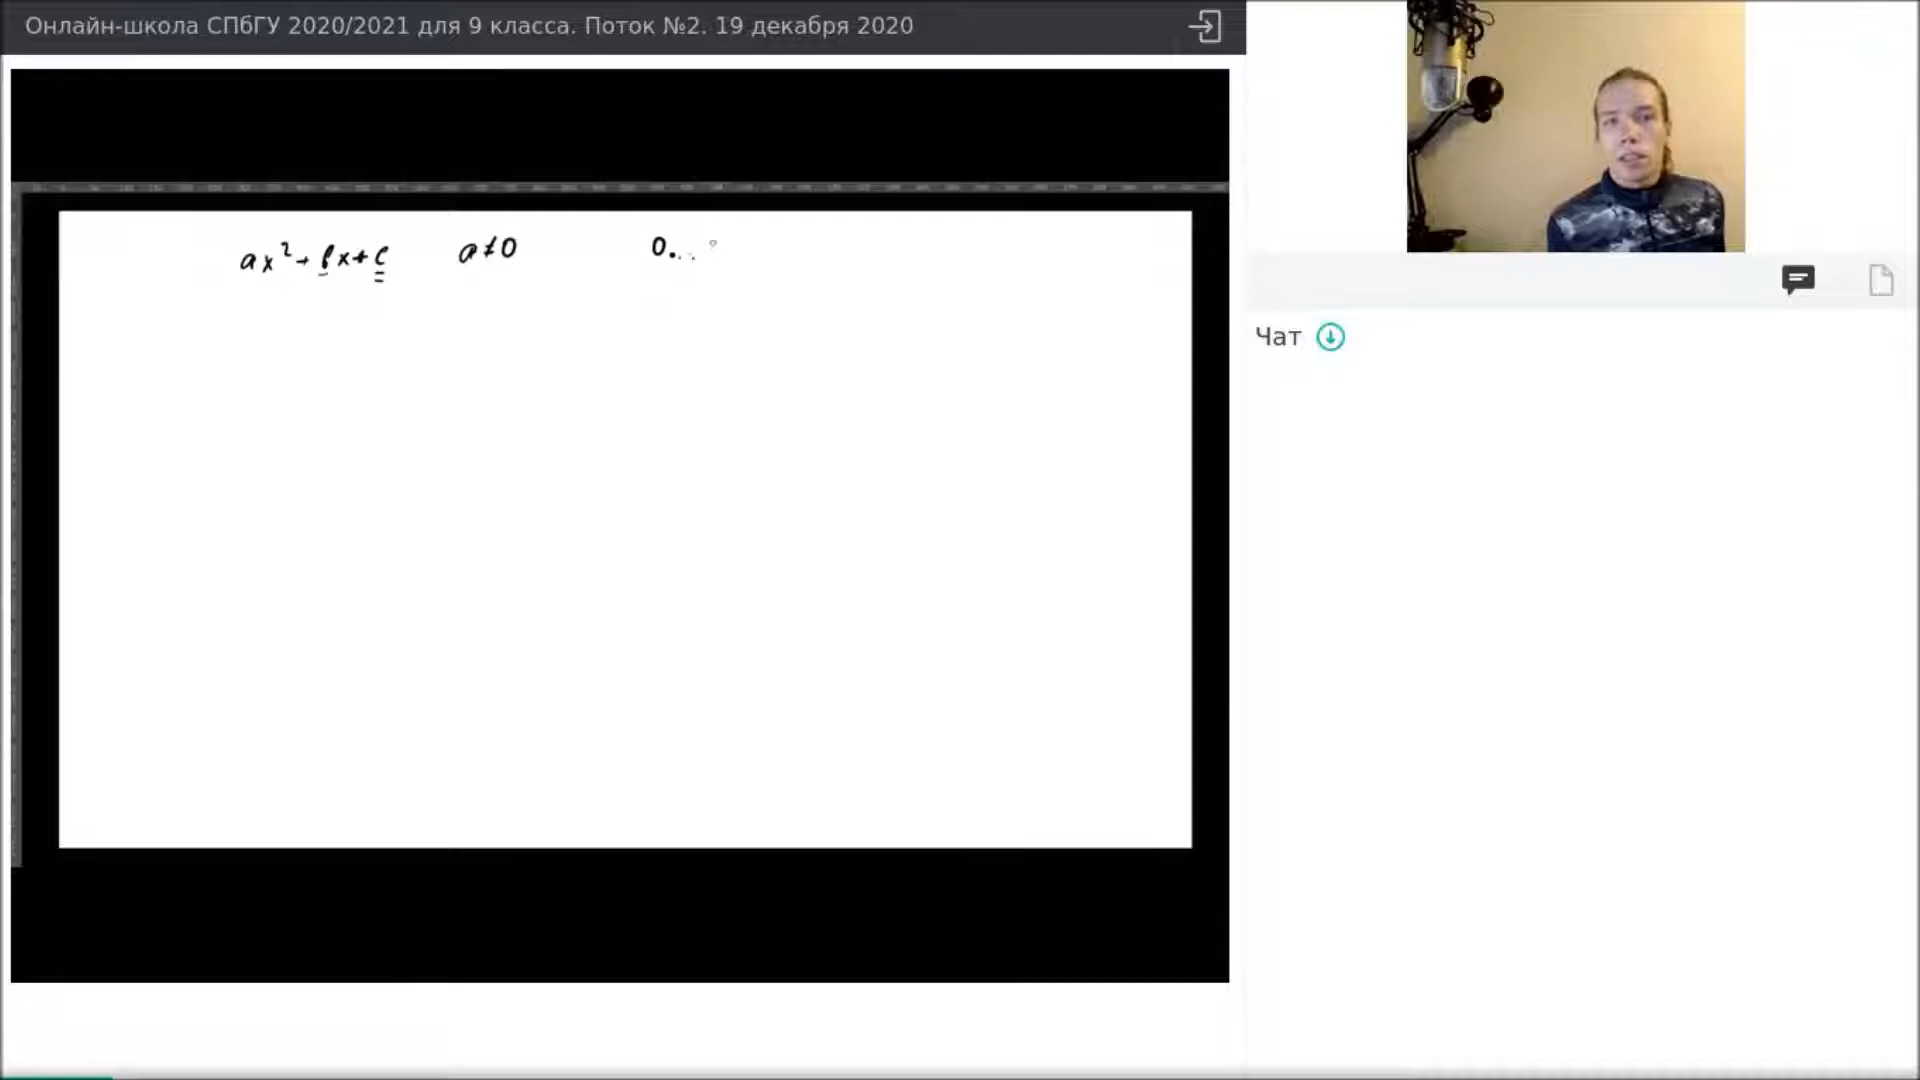 Онлайн-школа СПбГУ 2020/2021 для 9 класса. Поток №2. 19 декабря 2020
ax² + bx + c a≠0 0...
Чат